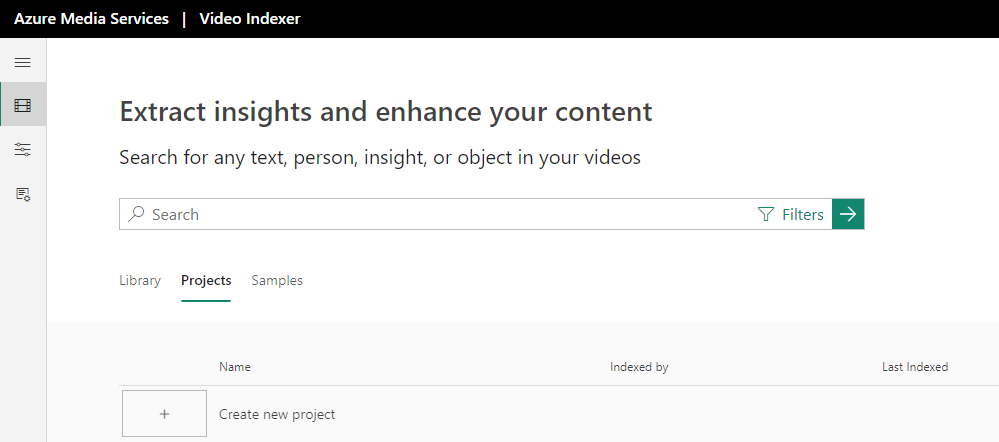 Azure Media Services | Video Indexer
Extract insights and enhance your content
Search for any text, person, insight, or object in your videos
Search Filters
Library Projects Samples
Name Indexed by Last Indexed
+ Create new project